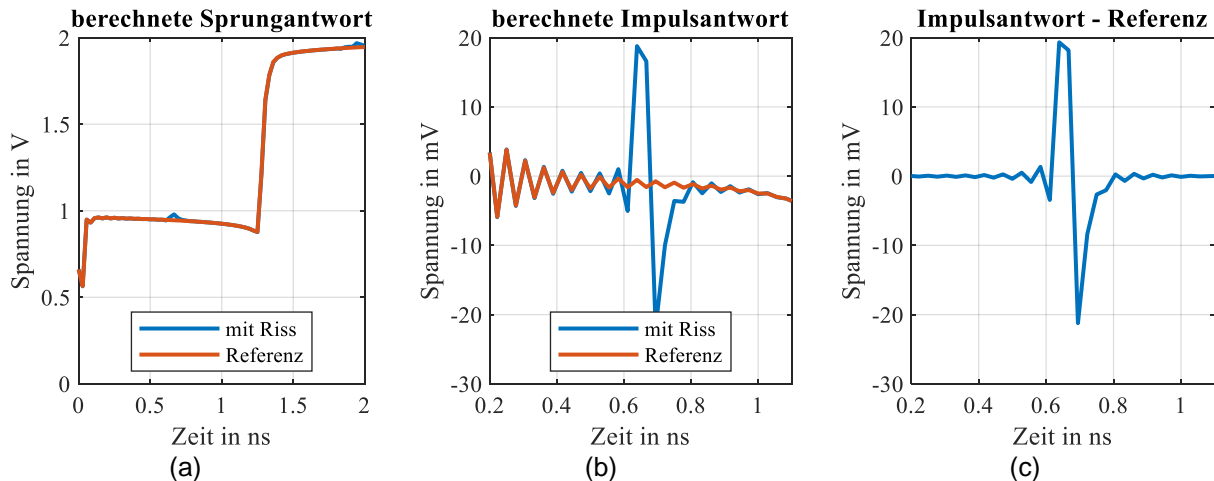 berechnete Sprungantwort
Spannung in V
2
1.5
1
0.5
0
mit Riss
Referenz
0
0.5
1
1.5
2
Zeit in ns
(a)
berechnete Impulsantwort
Spannung in mV
20
10
0
-10
-20
-30
mit Riss
Referenz
0.2
0.4
0.6
0.8
1
Zeit in ns
(b)
Impulsantwort - Referenz
Spannung in mV
20
10
0
-10
-20
-30
0.2
0.4
0.6
0.8
1
Zeit in ns
(c)